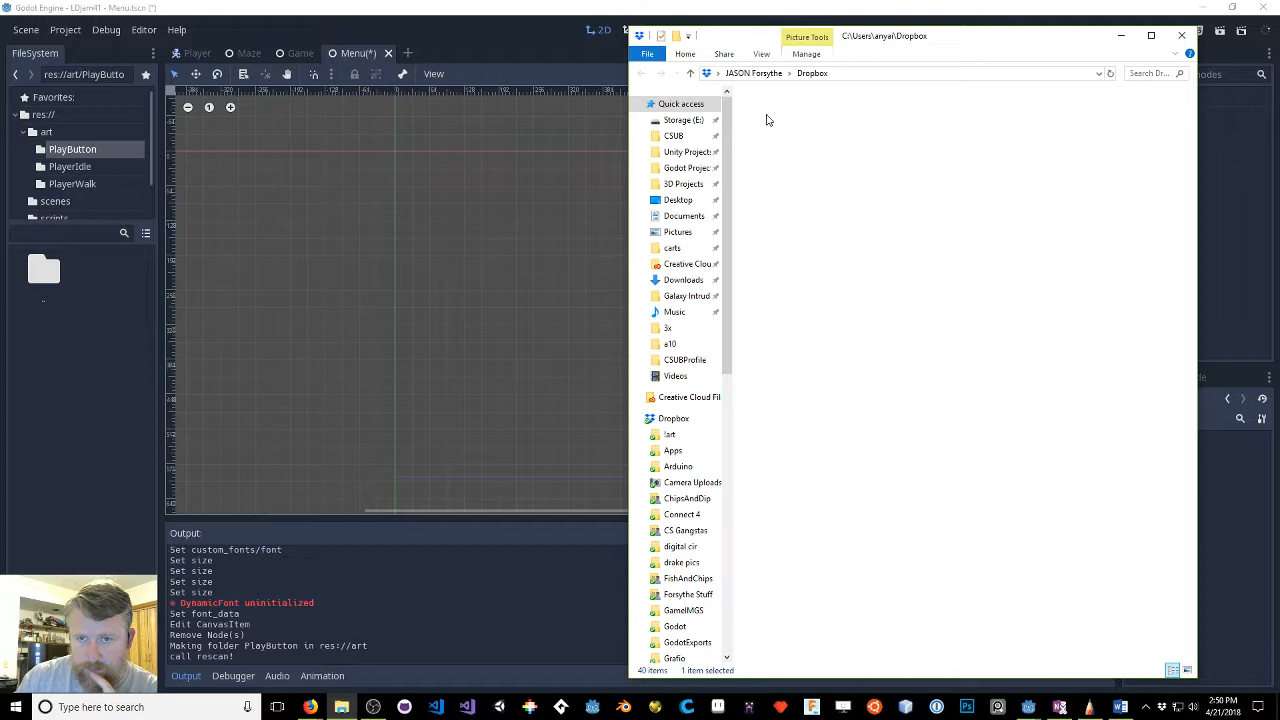 Godot Engine - LDjam41 - Menu.tscn (*)
Scene Project Debug Editor Help
2D
FileSystem
Player Maze Game Menu(*)
res://art/PlayButto
View
Favorites:
res://
art
PlayButton
PlayerIdle
PlayerWalk
scenes
scripts
..
Output:
Set custom_fonts/font
Set size
Set size
Set size
Set size
DynamicFont uninitialized
Set font_data
Edit CanvasItem
Remove Node(s)
Making folder PlayButton in res://art
call rescan!
Output Debugger Audio Animation
Picture Tools
C:\Users\anyai\Dropbox
File Home Share View Manage
JASON Forsythe > Dropbox
Search Dr...
Quick access
Storage (E:)
CSUB
Unity Projects
Godot Projec
3D Projects
Desktop
Documents
Pictures
carts
Creative Clou
Downloads
Galaxy Intrud
Music
3x
a10
CSUBProfile
Videos
Creative Cloud Fil
Dropbox
!art
Apps
Arduino
Camera Uploads
ChipsAndDip
Connect 4
CS Gangstas
digital cir
drake pics
FishAndChips
Forsythe Stuff
GameIMGS
Godot
GodotExports
Grafio
40 items 1 item selected
nodes
de
Type here to search
2:50 PM
4/21/2018